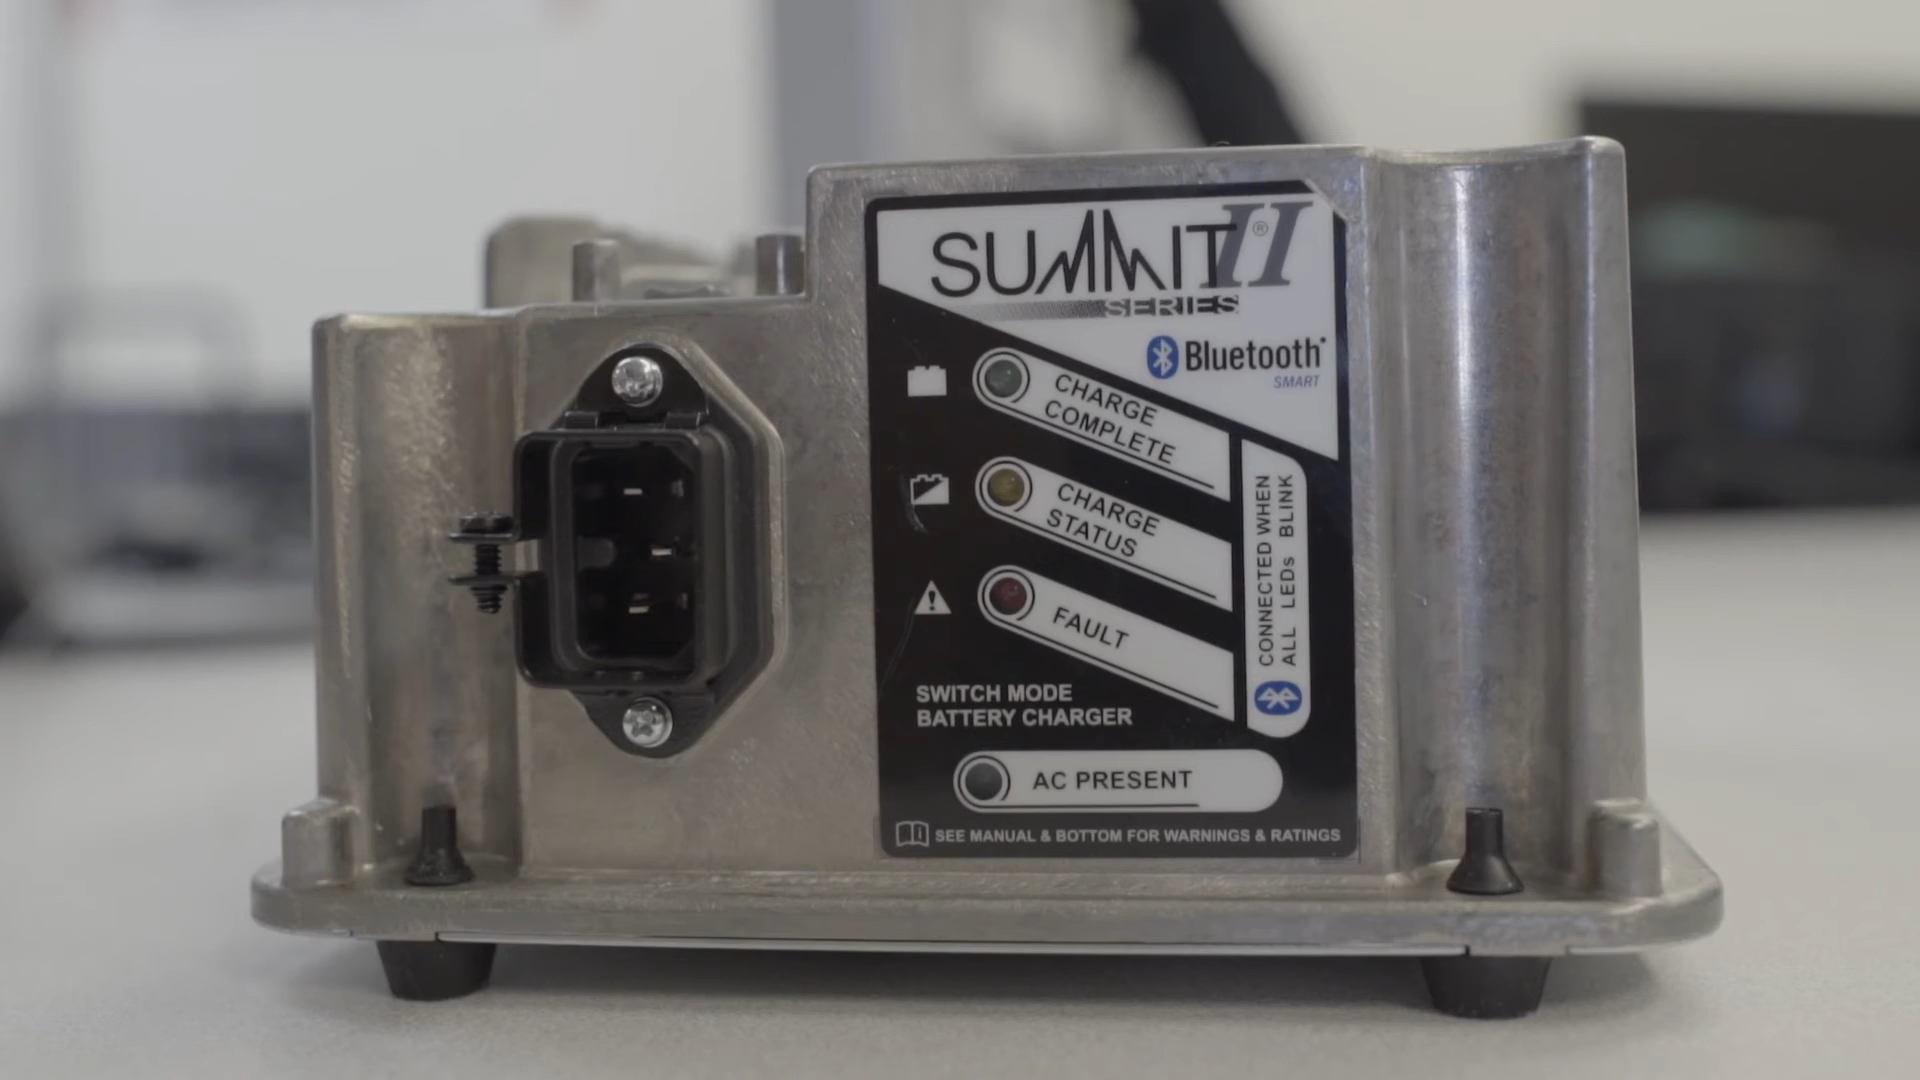 SUMMIT II ®
SERIES
Bluetooth
SMART
CHARGE
COMPLETE
CHARGE
STATUS
FAULT
CONNECTED WHEN
ALL LEDs BLINK
SWITCH MODE
BATTERY CHARGER
AC PRESENT
SEE MANUAL & BOTTOM FOR WARNINGS & RATINGS